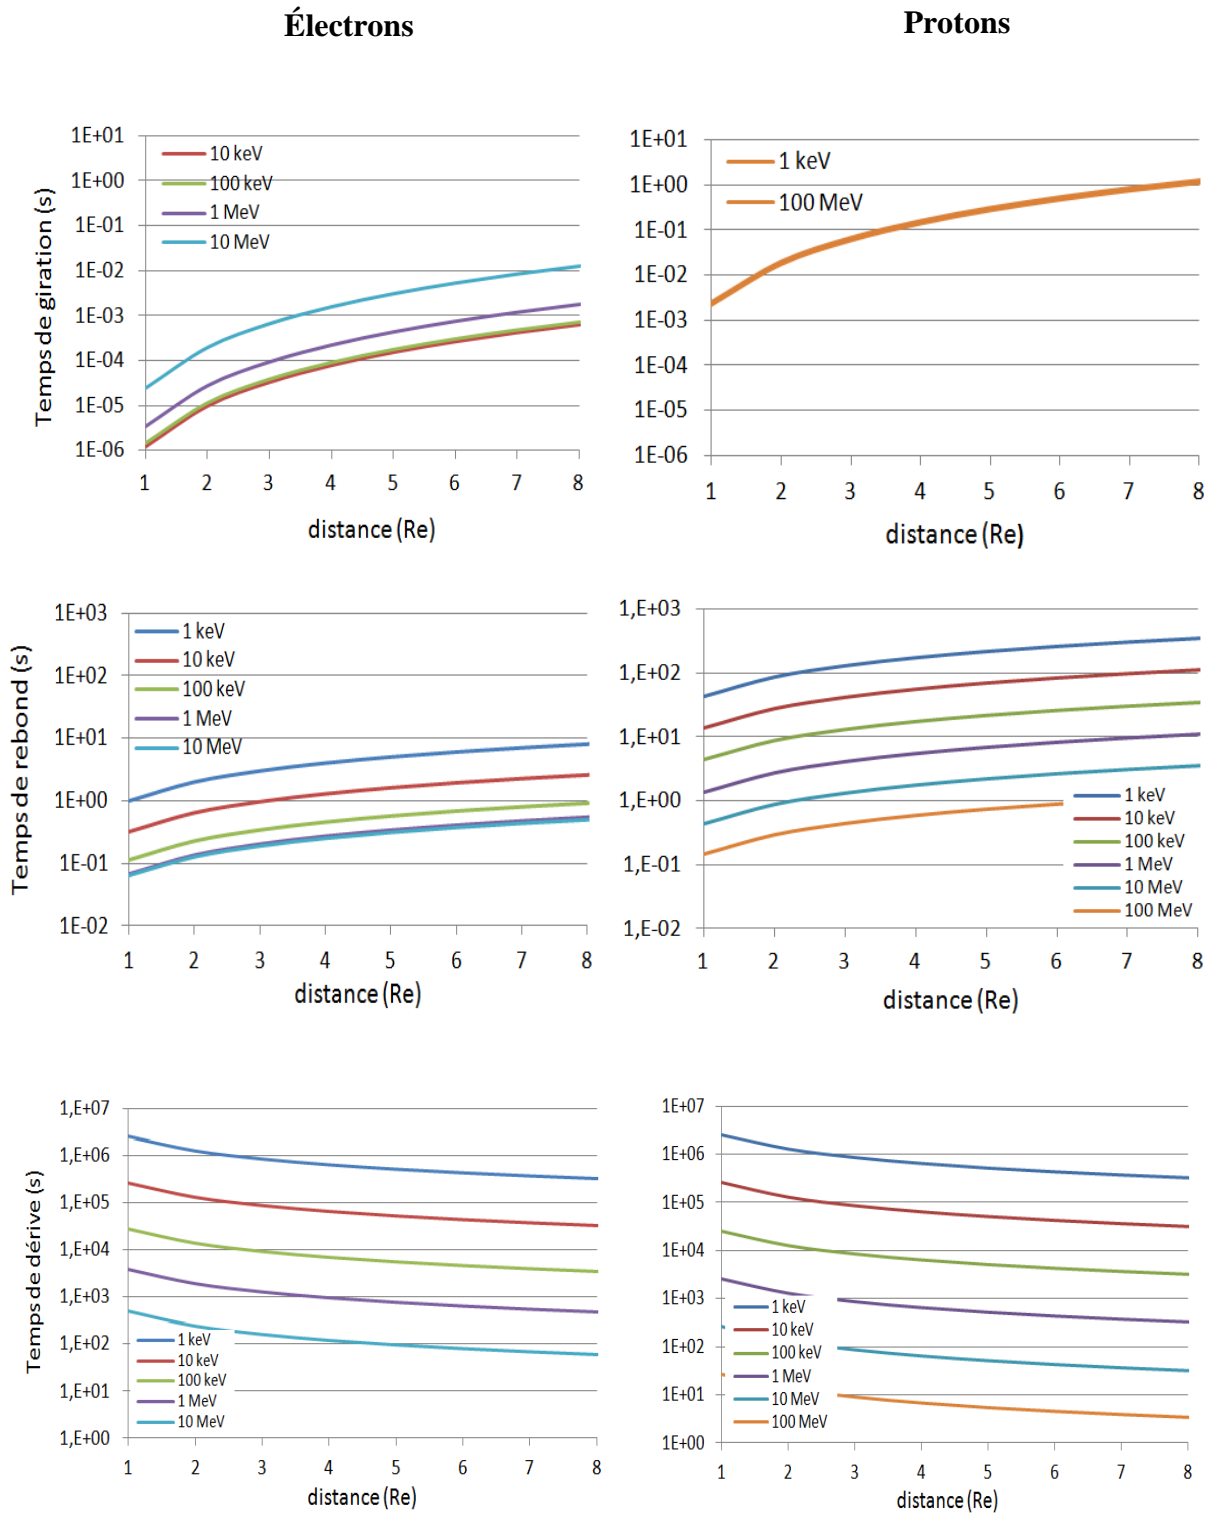 Électrons
Protons
Temps de giration (s)
1E+01
1E+00
1E-01
1E-02
1E-03
1E-04
1E-05
1E-06
10 keV
100 keV
1 MeV
10 MeV
1 2 3 4 5 6 7 8
distance (Re)
1E+01
1E+00
1E-01
1E-02
1E-03
1E-04
1E-05
1E-06
1 keV
100 MeV
1 2 3 4 5 6 7 8
distance (Re)
Temps de rebond (s)
1E+03
1E+02
1E+01
1E+00
1E-01
1E-02
1 keV
10 keV
100 keV
1 MeV
10 MeV
1 2 3 4 5 6 7 8
distance (Re)
1,E+03
1,E+02
1,E+01
1,E+00
1,E-01
1,E-02
1 keV
10 keV
100 keV
1 MeV
10 MeV
100 MeV
1 2 3 4 5 6 7 8
distance (Re)
Temps de dérive (s)
1,E+07
1,E+06
1,E+05
1,E+04
1,E+03
1,E+02
1,E+01
1,E+00
1 keV
10 keV
100 keV
1 MeV
10 MeV
1 2 3 4 5 6 7 8
distance (Re)
1E+07
1E+06
1E+05
1E+04
1E+03
1E+02
1E+01
1E+00
1 keV
10 keV
100 keV
1 MeV
10 MeV
100 MeV
1 2 3 4 5 6 7 8
distance (Re)